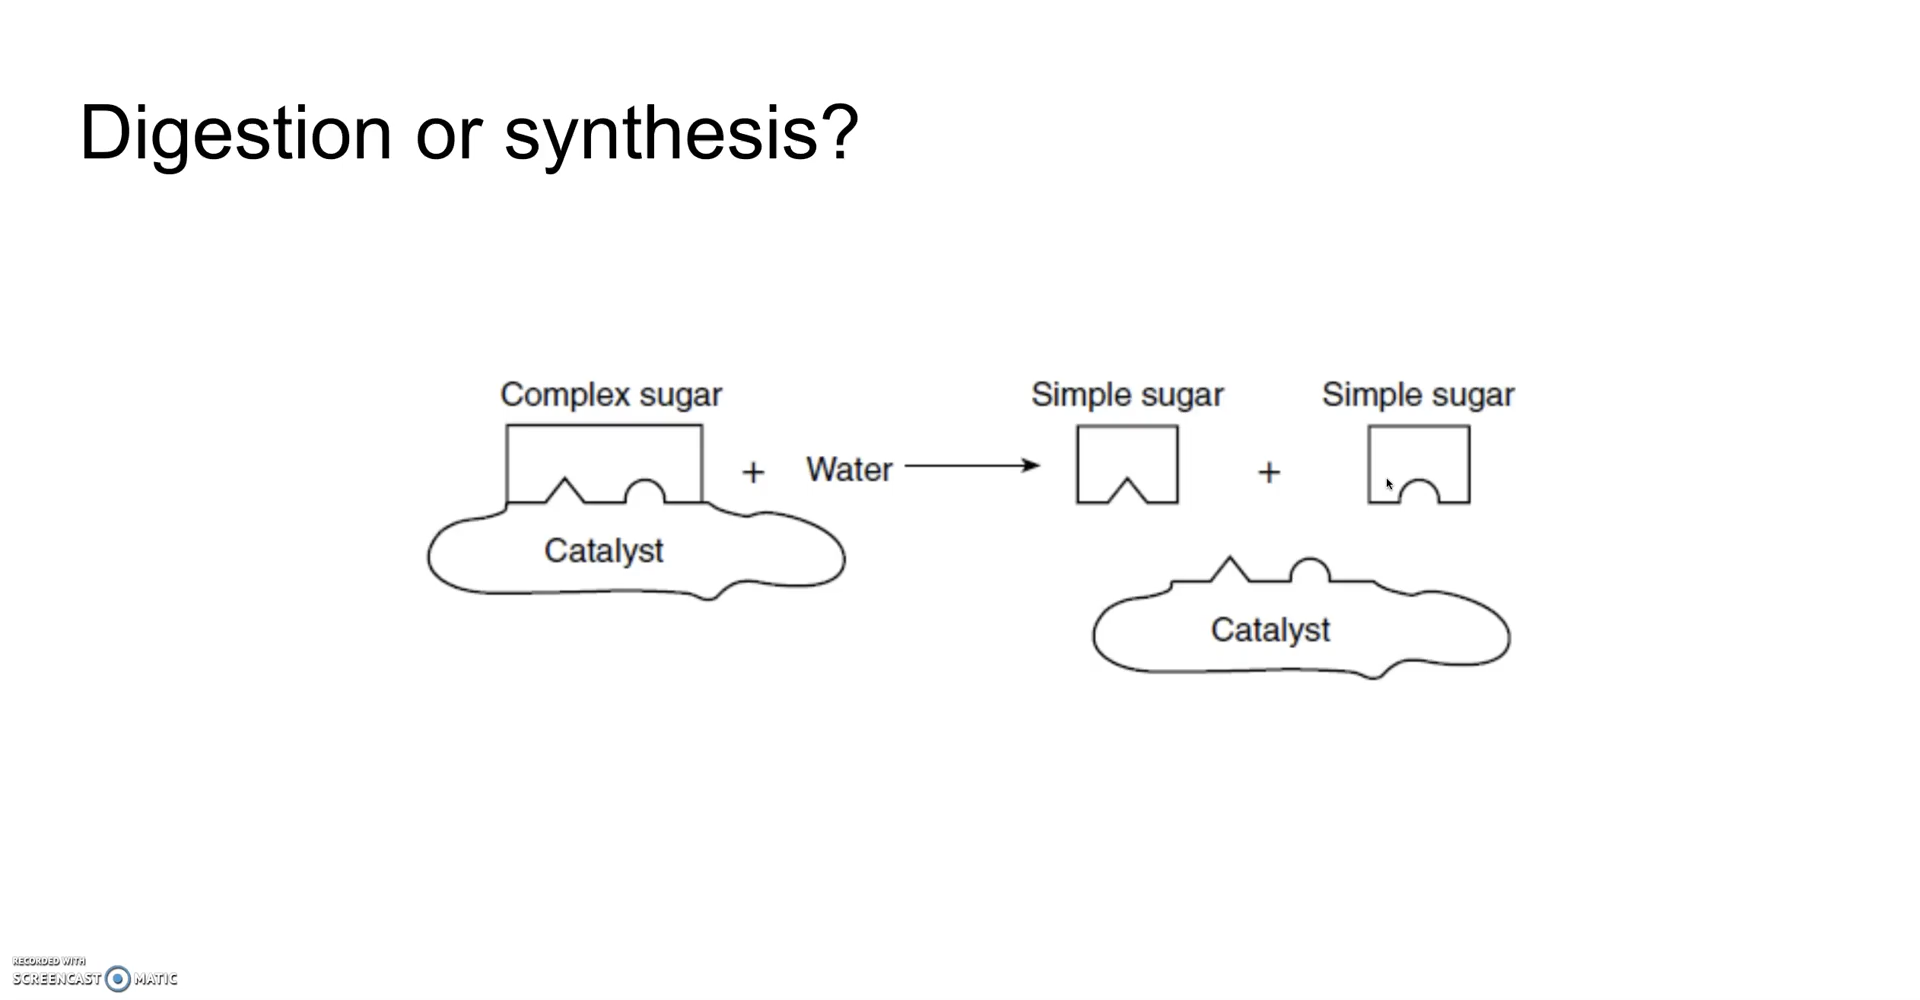 Digestion or synthesis?
Complex sugar Simple sugar Simple sugar
+ Water +
Catalyst
Catalyst
RECORDED WITH
SCREENCAST MATIC